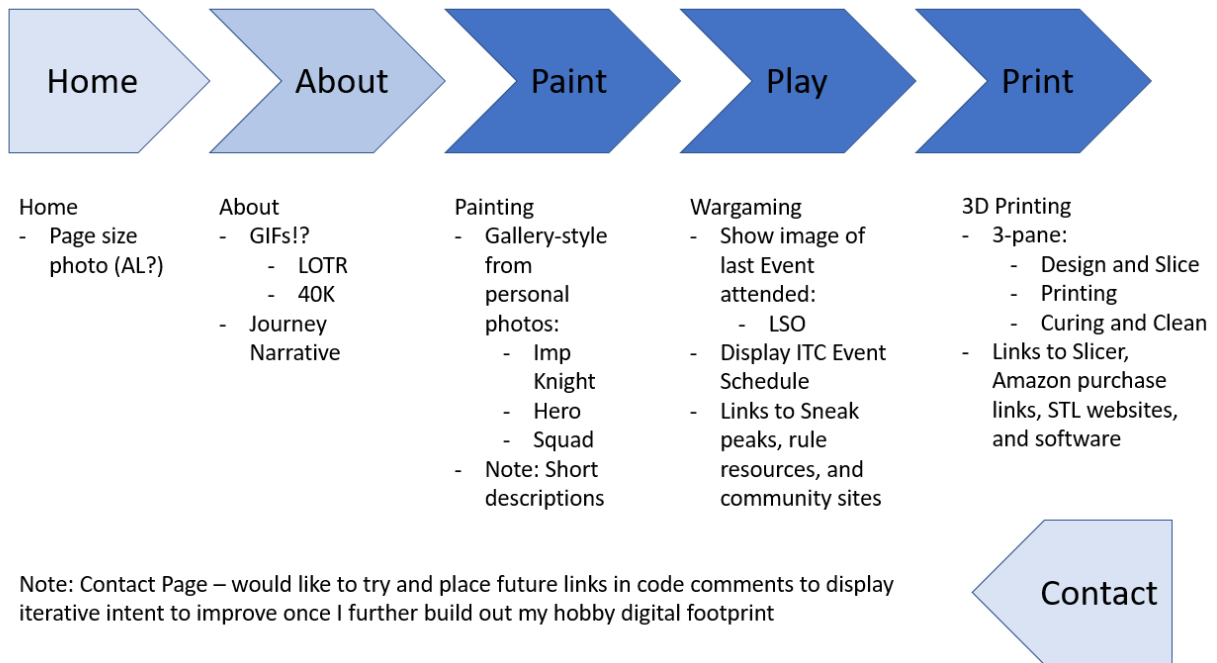 Home
About
Paint
Play
Print
Home
- Page size
photo (AL?)
About
- GIFs!?
- LOTR
- 40K
- Journey
Narrative
Painting
- Gallery-style
from
personal
photos:
- Imp
Knight
- Hero
- Squad
- Note: Short
descriptions
Wargaming
- Show image of
last Event
attended:
- LSO
- Display ITC Event
Schedule
- Links to Sneak
peaks, rule
resources, and
community sites
3D Printing
- 3-pane:
- Design and Slice
- Printing
- Curing and Clean
- Links to Slicer,
Amazon purchase
links, STL websites,
and software
Note: Contact Page – would like to try and place future links in code comments to display
iterative intent to improve once I further build out my hobby digital footprint
Contact